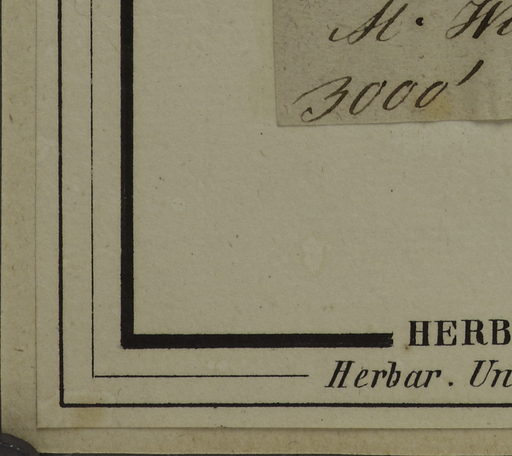 M. W
3000'
HERB
Herbar. Un